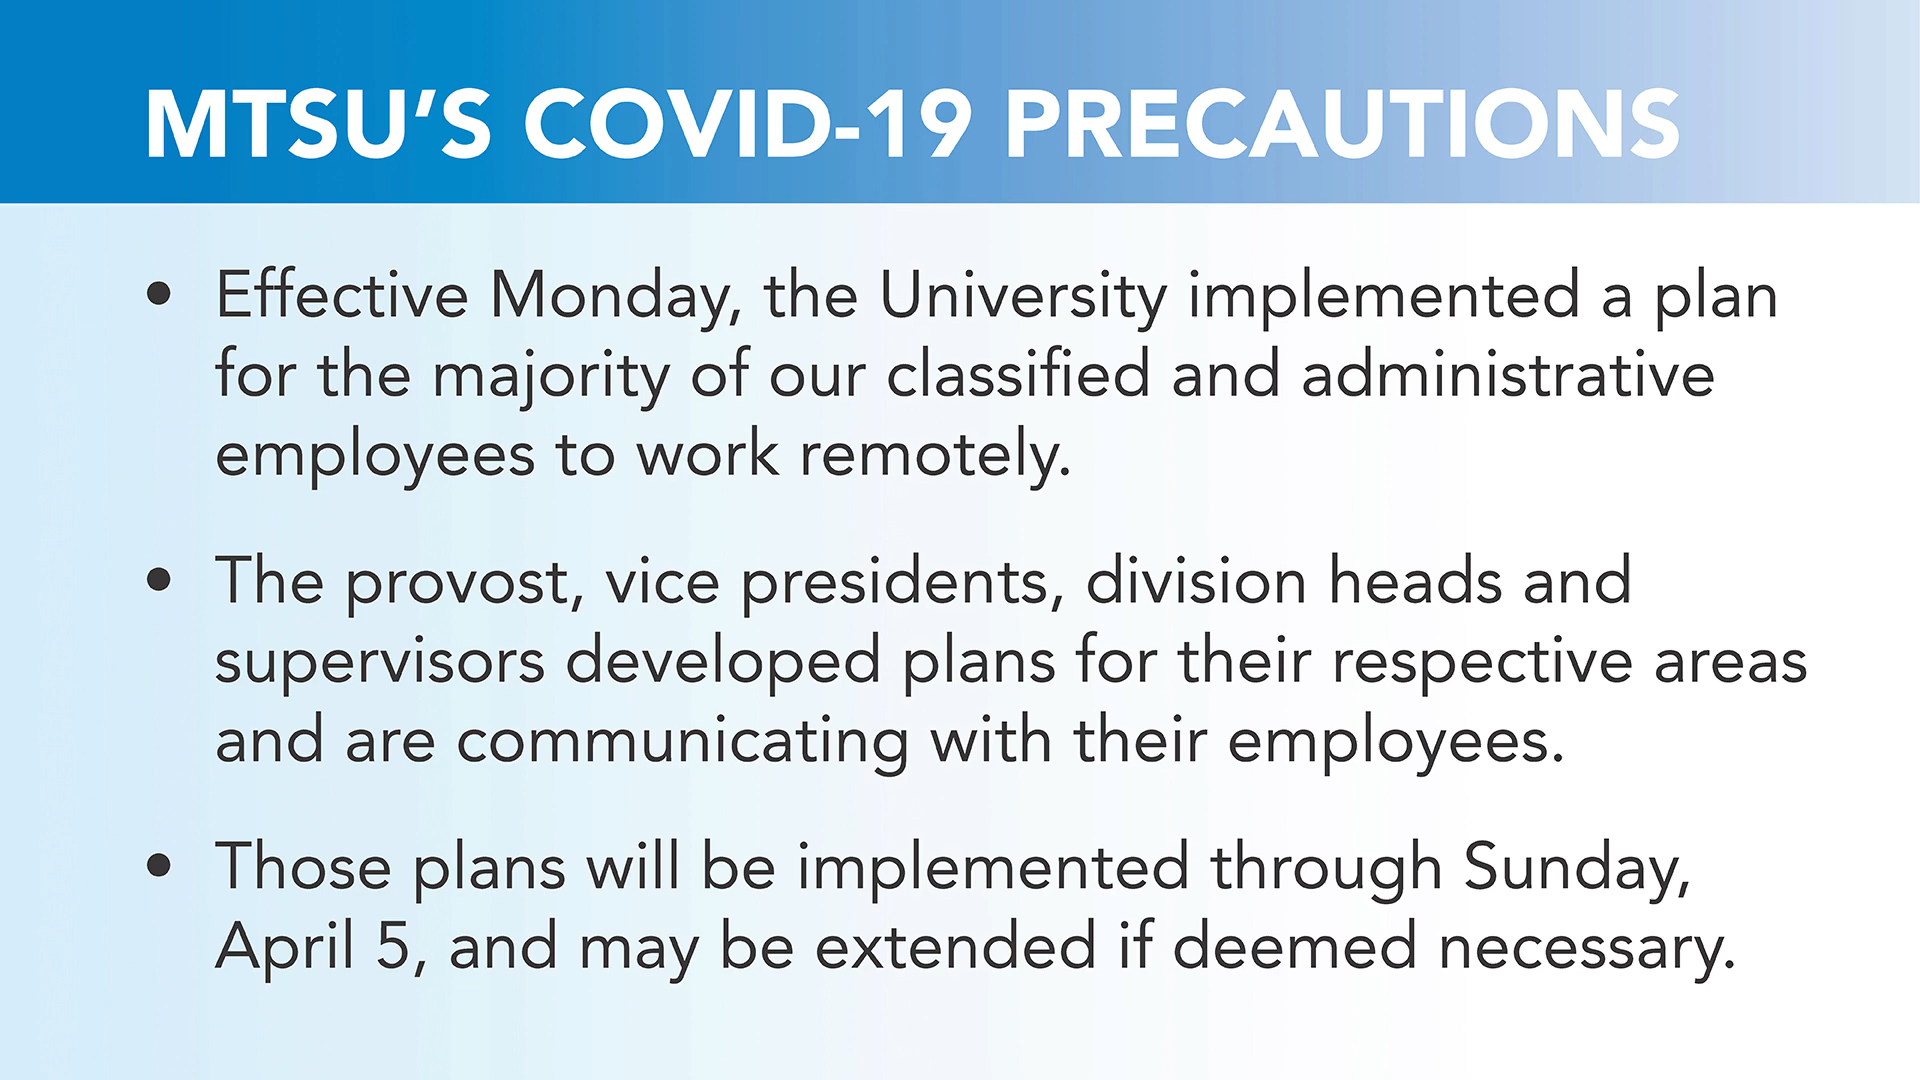 MTSU’S COVID-19 PRECAUTIONS
• Effective Monday, the University implemented a plan
for the majority of our classified and administrative
employees to work remotely.
• The provost, vice presidents, division heads and
supervisors developed plans for their respective areas
and are communicating with their employees.
• Those plans will be implemented through Sunday,
April 5, and may be extended if deemed necessary.